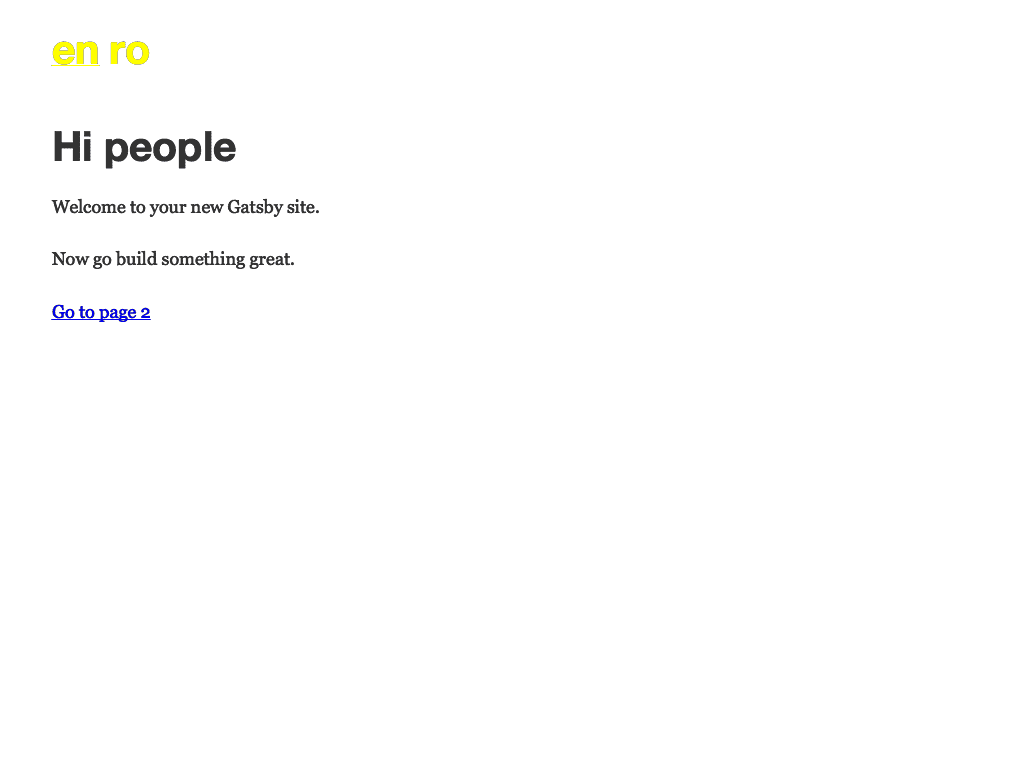 en ro
Hi people
Welcome to your new Gatsby site.
Now go build something great.
Go to page 2